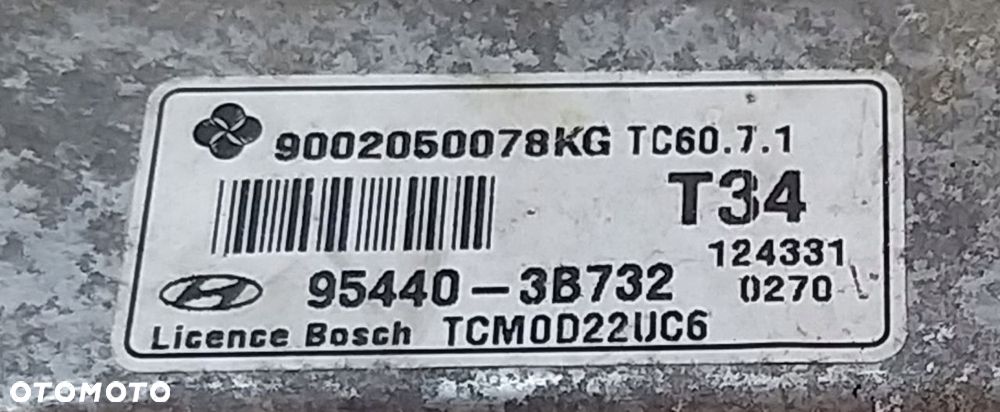 9002050078KG TC60.7.1
T34
124331
95440-3B732 0270
Licence Bosch TCM0D22UC6
OTOMOTO